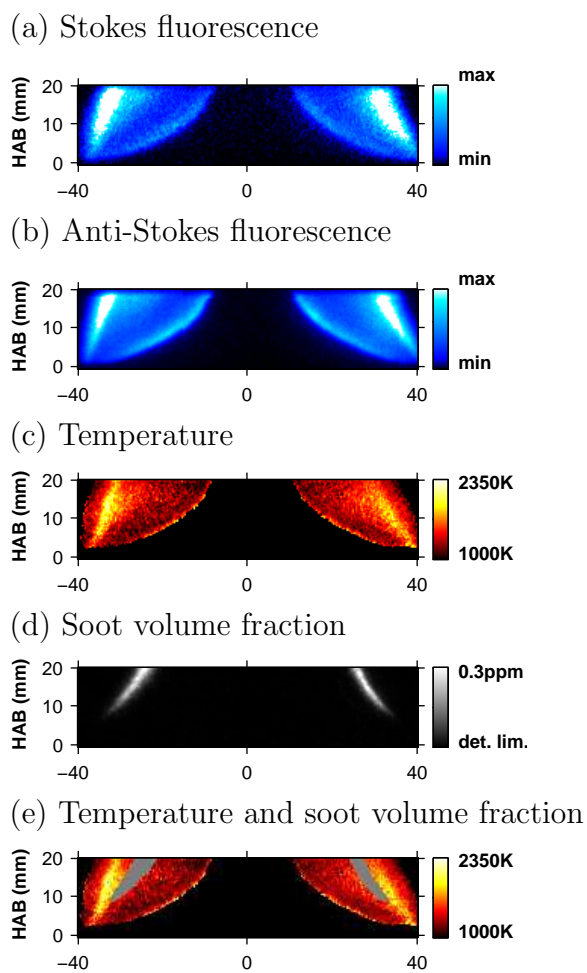 (a) Stokes fluorescence
HAB (mm)
20
10
0
−40
0
40
max
min
(b) Anti-Stokes fluorescence
HAB (mm)
20
10
0
−40
0
40
max
min
(c) Temperature
HAB (mm)
20
10
0
−40
0
40
2350K
1000K
(d) Soot volume fraction
HAB (mm)
20
10
0
−40
0
40
0.3ppm
det. lim.
(e) Temperature and soot volume fraction
HAB (mm)
20
10
0
−40
0
40
2350K
1000K